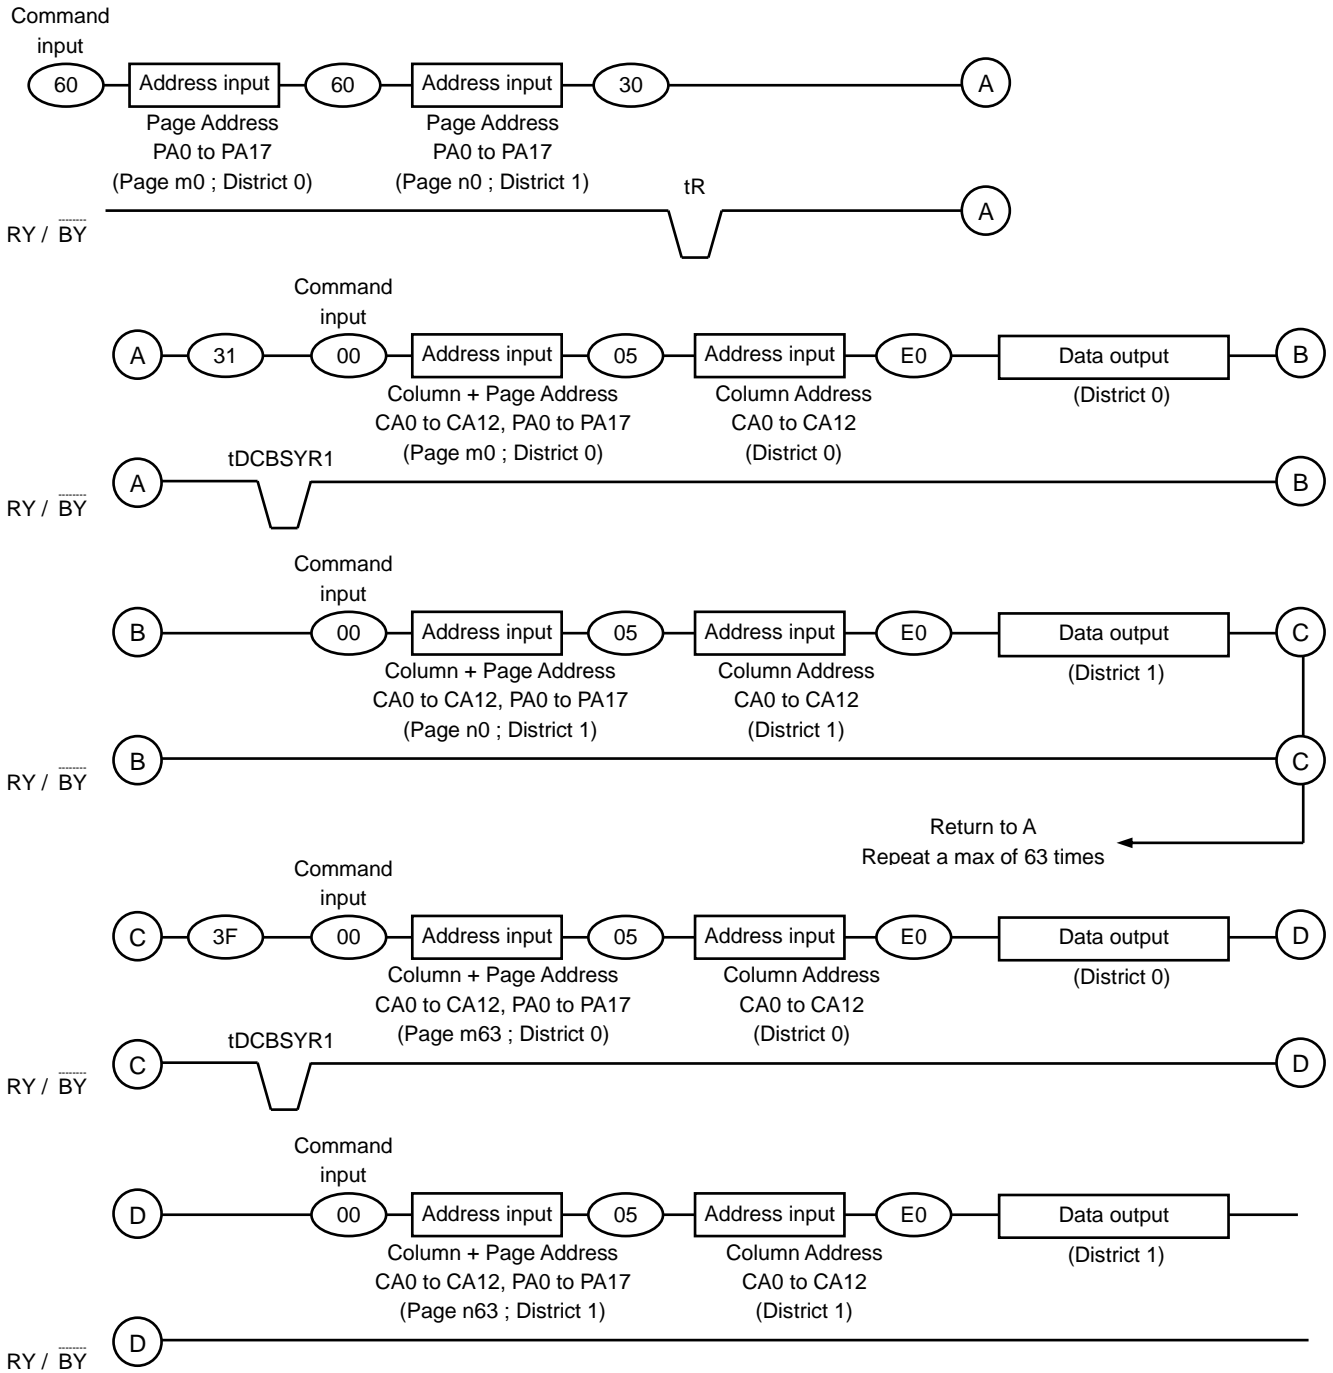 Command
input
60 Address input 60 Address input 30 A
Page Address Page Address
PA0 to PA17 PA0 to PA17
(Page m0 ; District 0) (Page n0 ; District 1)
tR
A
RY / BY
Command
input
A 31 00 Address input 05 Address input E0 Data output B
Column + Page Address Column Address (District 0)
CA0 to CA12, PA0 to PA17 CA0 to CA12
(Page m0 ; District 0) (District 0)
tDCBSYR1
A B
RY / BY
Command
input
B 00 Address input 05 Address input E0 Data output C
Column + Page Address Column Address (District 1)
CA0 to CA12, PA0 to PA17 CA0 to CA12
(Page n0 ; District 1) (District 1)
B C
RY / BY
Return to A
Repeat a max of 63 times
Command
input
C 3F 00 Address input 05 Address input E0 Data output D
Column + Page Address Column Address (District 0)
CA0 to CA12, PA0 to PA17 CA0 to CA12
(Page m63 ; District 0) (District 0)
tDCBSYR1
C D
RY / BY
Command
input
D 00 Address input 05 Address input E0 Data output
Column + Page Address Column Address (District 1)
CA0 to CA12, PA0 to PA17 CA0 to CA12
(Page n63 ; District 1) (District 1)
D
RY / BY